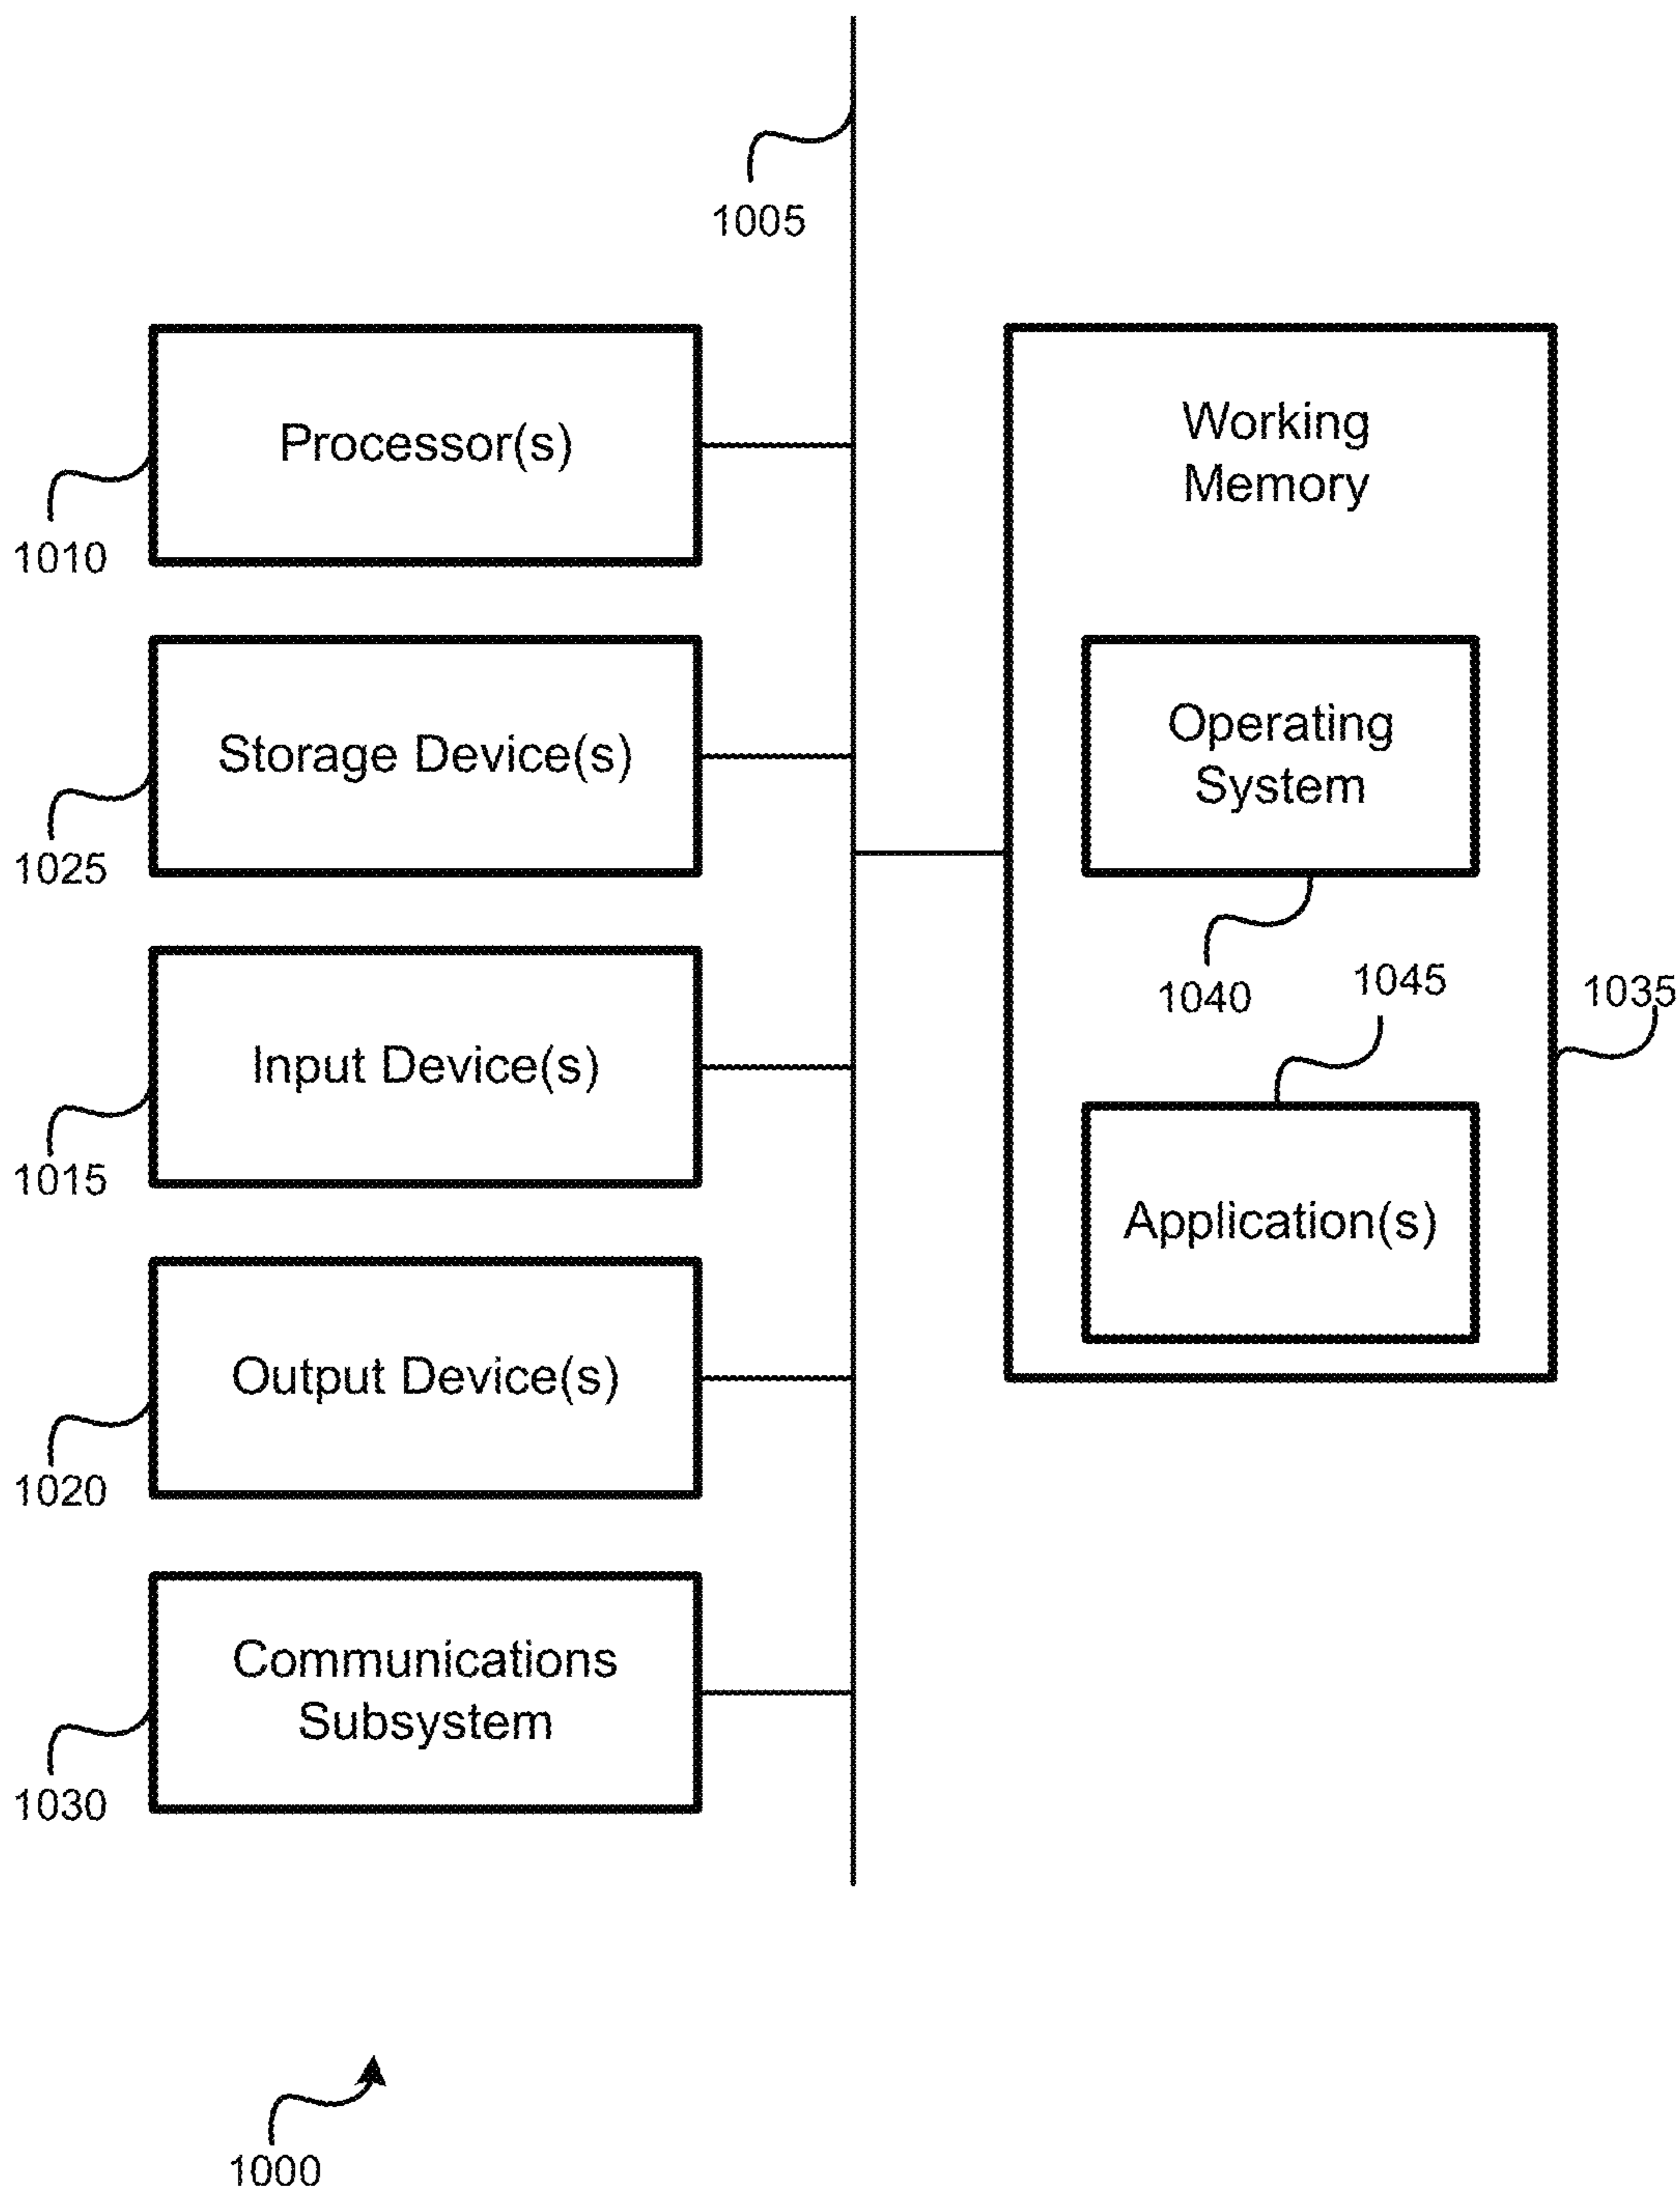 1005
Processor(s)
1010
Storage Device(s)
1025
Input Device(s)
1015
Output Device(s)
1020
Communications
Subsystem
1030
Working
Memory
Operating
System
1040
1045
1035
Application(s)
1000